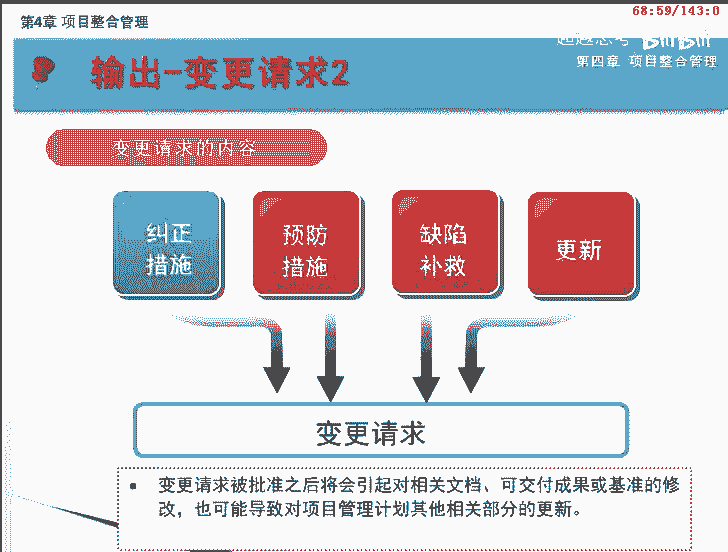 第4章 项目整合管理
68:59/143:0
输出-变更请求2
第四章 项目整合管理
变更请求的内容
纠正
措施
预防
措施
缺陷
补救
更新
变更请求
• 变更请求被批准之后将会引起对相关文档、可交付成果或基准的修
改，也可能导致对项目管理计划其他相关部分的更新。